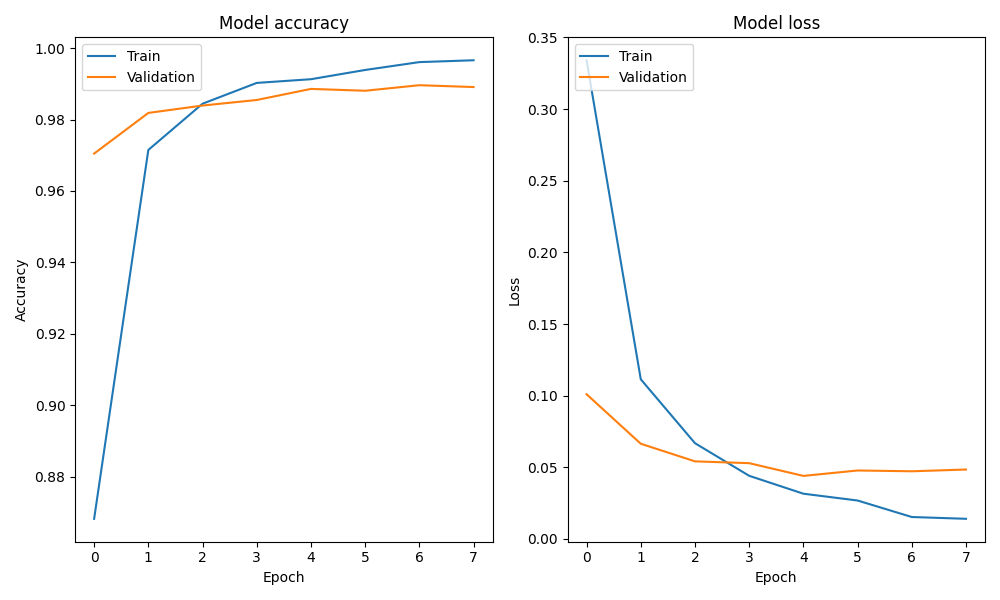 Model accuracy
Train
Validation
1.00
0.98
0.96
0.94
0.92
0.90
0.88
Accuracy
0 1 2 3 4 5 6 7
Epoch
Model loss
Train
Validation
0.35
0.30
0.25
0.20
0.15
0.10
0.05
0.00
Loss
0 1 2 3 4 5 6 7
Epoch